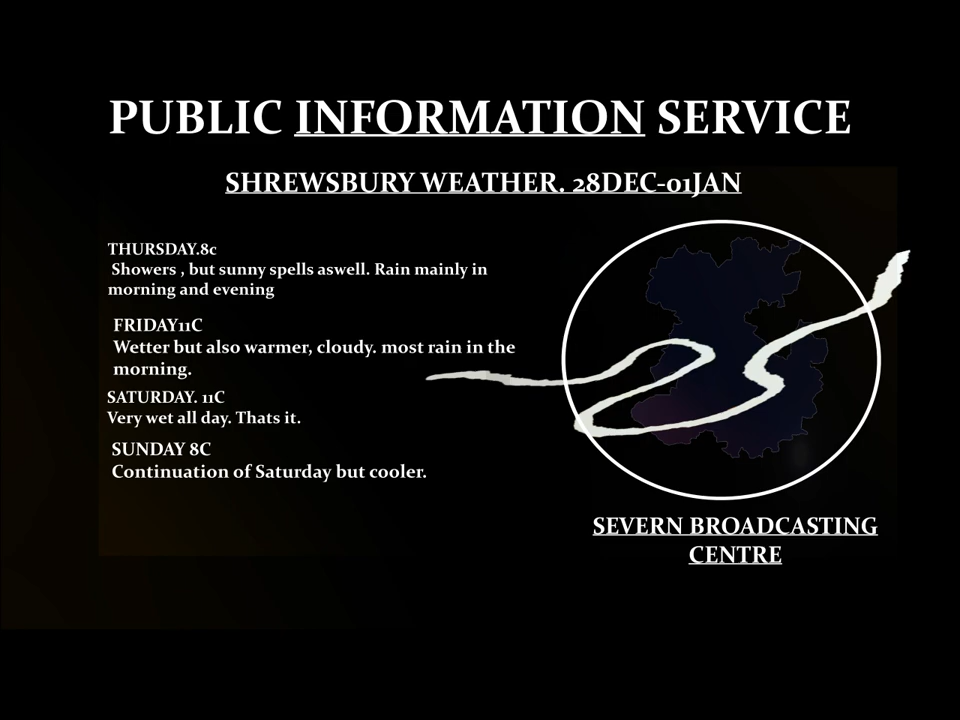 PUBLIC INFORMATION SERVICE
SHREWSBURY WEATHER. 28DEC-01JAN
THURSDAY.8c
Showers , but sunny spells aswell. Rain mainly in
morning and evening
FRIDAY11C
Wetter but also warmer, cloudy. most rain in the
morning.
SATURDAY. 11C
Very wet all day. Thats it.
SUNDAY 8C
Continuation of Saturday but cooler.
SEVERN BROADCASTING
CENTRE